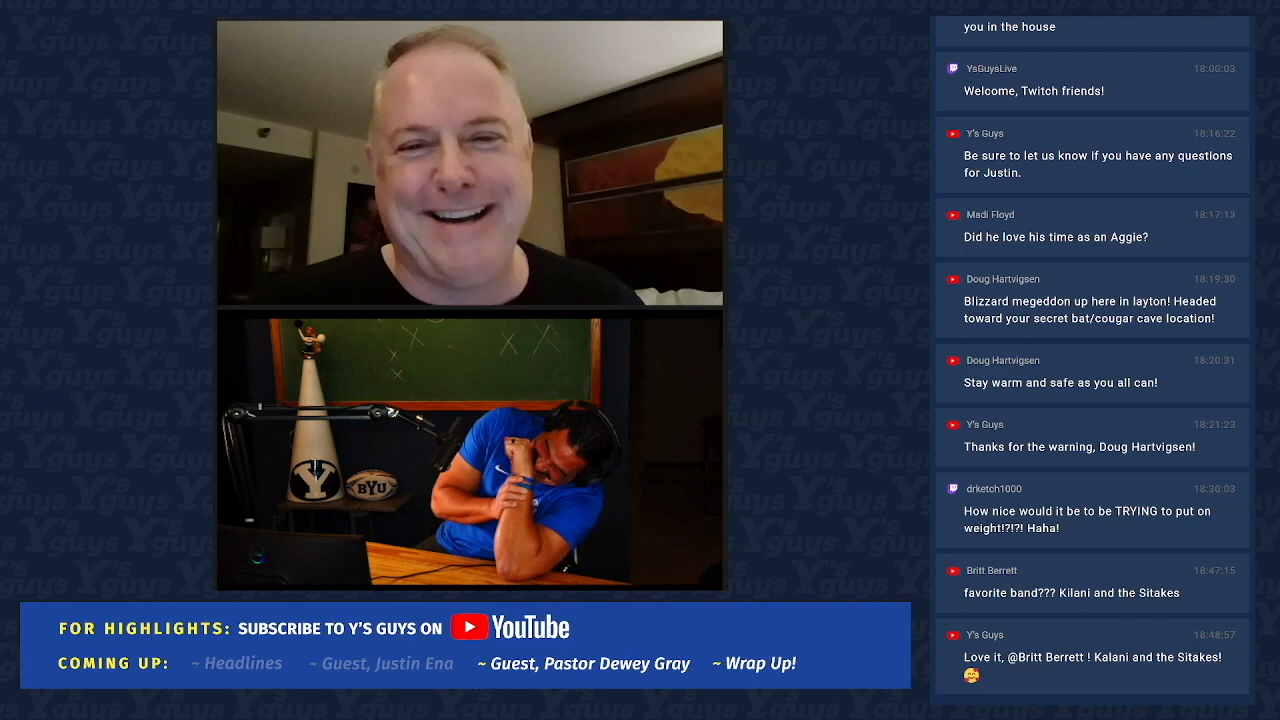 you in the house
YsGuysLive 18:00:03
Welcome, Twitch friends!
Y's Guys 18:16:22
Be sure to let us know if you have any questions
for Justin.
Madi Floyd 18:17:13
Did he love his time as an Aggie?
Doug Hartvigsen 18:19:30
Blizzard megeddon up here in layton! Headed
toward your secret bat/cougar cave location!
Doug Hartvigsen 18:20:31
Stay warm and safe as you all can!
Y's Guys 18:21:23
Thanks for the warning, Doug Hartvigsen!
drketch1000 18:30:03
How nice would it be to be TRYING to put on
weight!?!?! Haha!
Britt Berrett 18:47:15
favorite band??? Kilani and the Sitakes
Y's Guys 18:48:57
Love it, @Britt Berrett ! Kalani and the Sitakes!
🥰
Y
BYU
FOR HIGHLIGHTS: SUBSCRIBE TO Y'S GUYS ON YouTube
COMING UP: ~ Headlines ~ Guest, Justin Ena ~ Guest, Pastor Dewey Gray ~ Wrap Up!
Y's guys